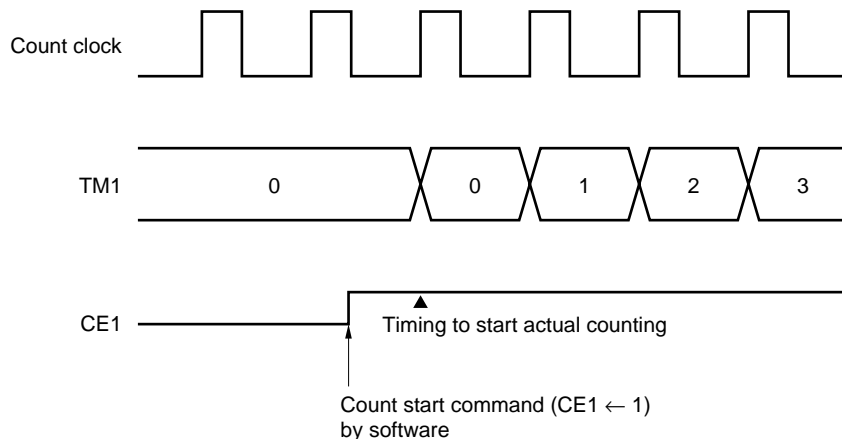 Count clock
TM1
0
0
1
2
3
CE1
Timing to start actual counting
Count start command (CE1 ← 1)
by software